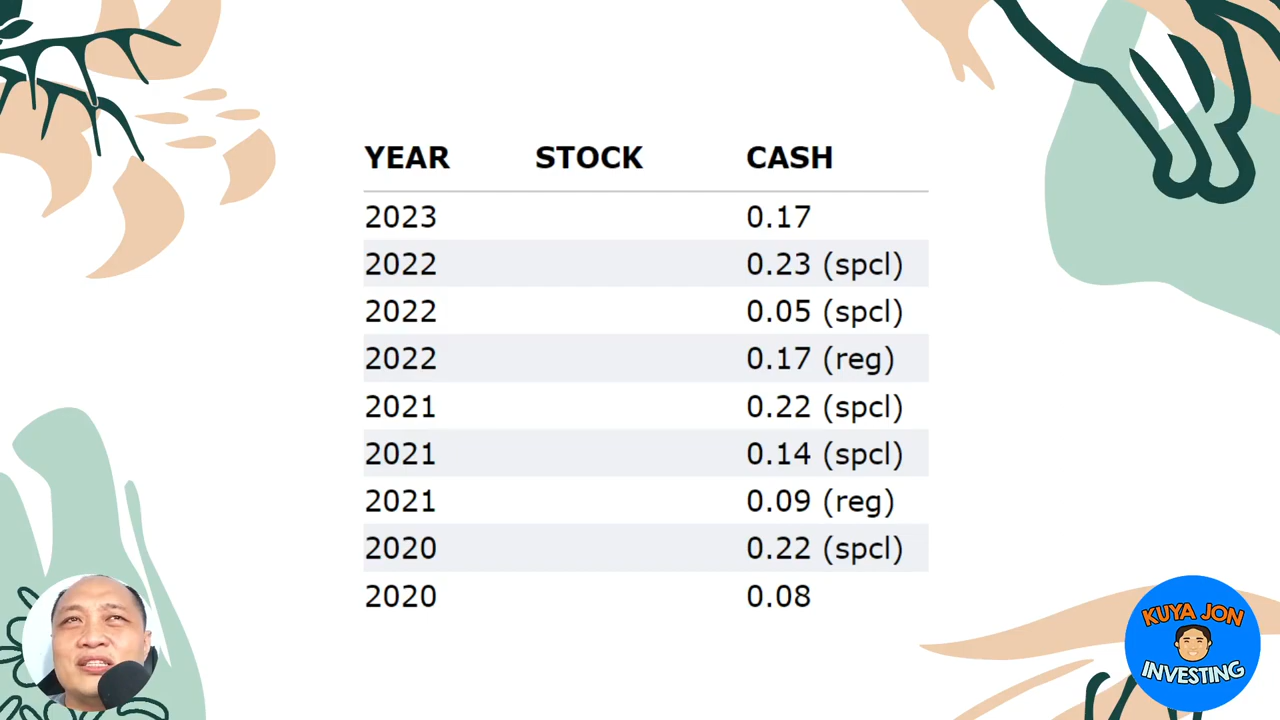 YEAR STOCK CASH
2023 0.17
2022 0.23 (spcl)
2022 0.05 (spcl)
2022 0.17 (reg)
2021 0.22 (spcl)
2021 0.14 (spcl)
2021 0.09 (reg)
2020 0.22 (spcl)
2020 0.08
KUYA JON
INVESTING